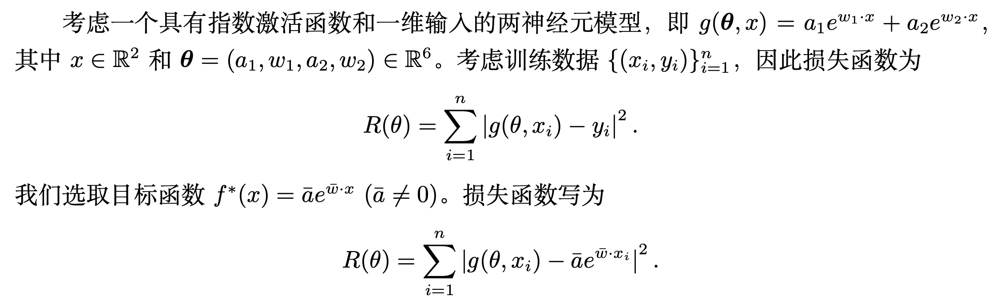 考虑一个具有指数激活函数和一维输入的两神经元模型，即 $g(\boldsymbol{\theta}, x) = a_1 e^{w_1 \cdot x} + a_2 e^{w_2 \cdot x}$，
其中 $x \in \mathbb{R}^2$ 和 $\boldsymbol{\theta} = (a_1, w_1, a_2, w_2) \in \mathbb{R}^6$。考虑训练数据 $\{(x_i, y_i)\}_{i=1}^n$，因此损失函数为
$$R(\theta) = \sum_{i=1}^{n} |g(\theta, x_i) - y_i|^2 .$$
我们选取目标函数 $f^*(x) = \bar{a} e^{\bar{w} \cdot x}$ ($\bar{a} \neq 0$)。损失函数写为
$$R(\theta) = \sum_{i=1}^{n} |g(\theta, x_i) - \bar{a} e^{\bar{w} \cdot x_i}|^2 .$$